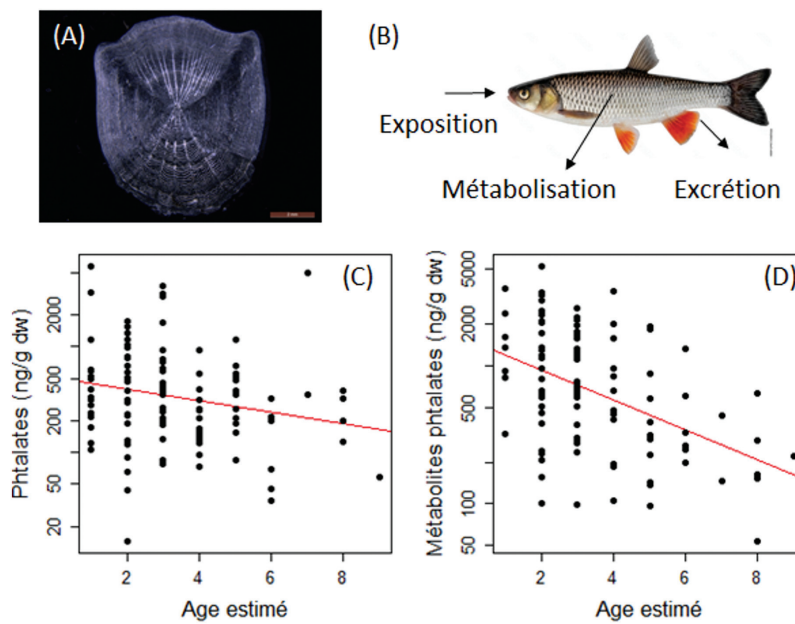 (A)
(B)
Exposition
Métabolisation
Excrétion
(C)
Phtalates (ng/g dw)
2000
500
200
50
20
2
4
6
8
Age estimé
(D)
Métabolites phtalates (ng/g dw)
5000
2000
500
100
50
2
4
6
8
Age estimé